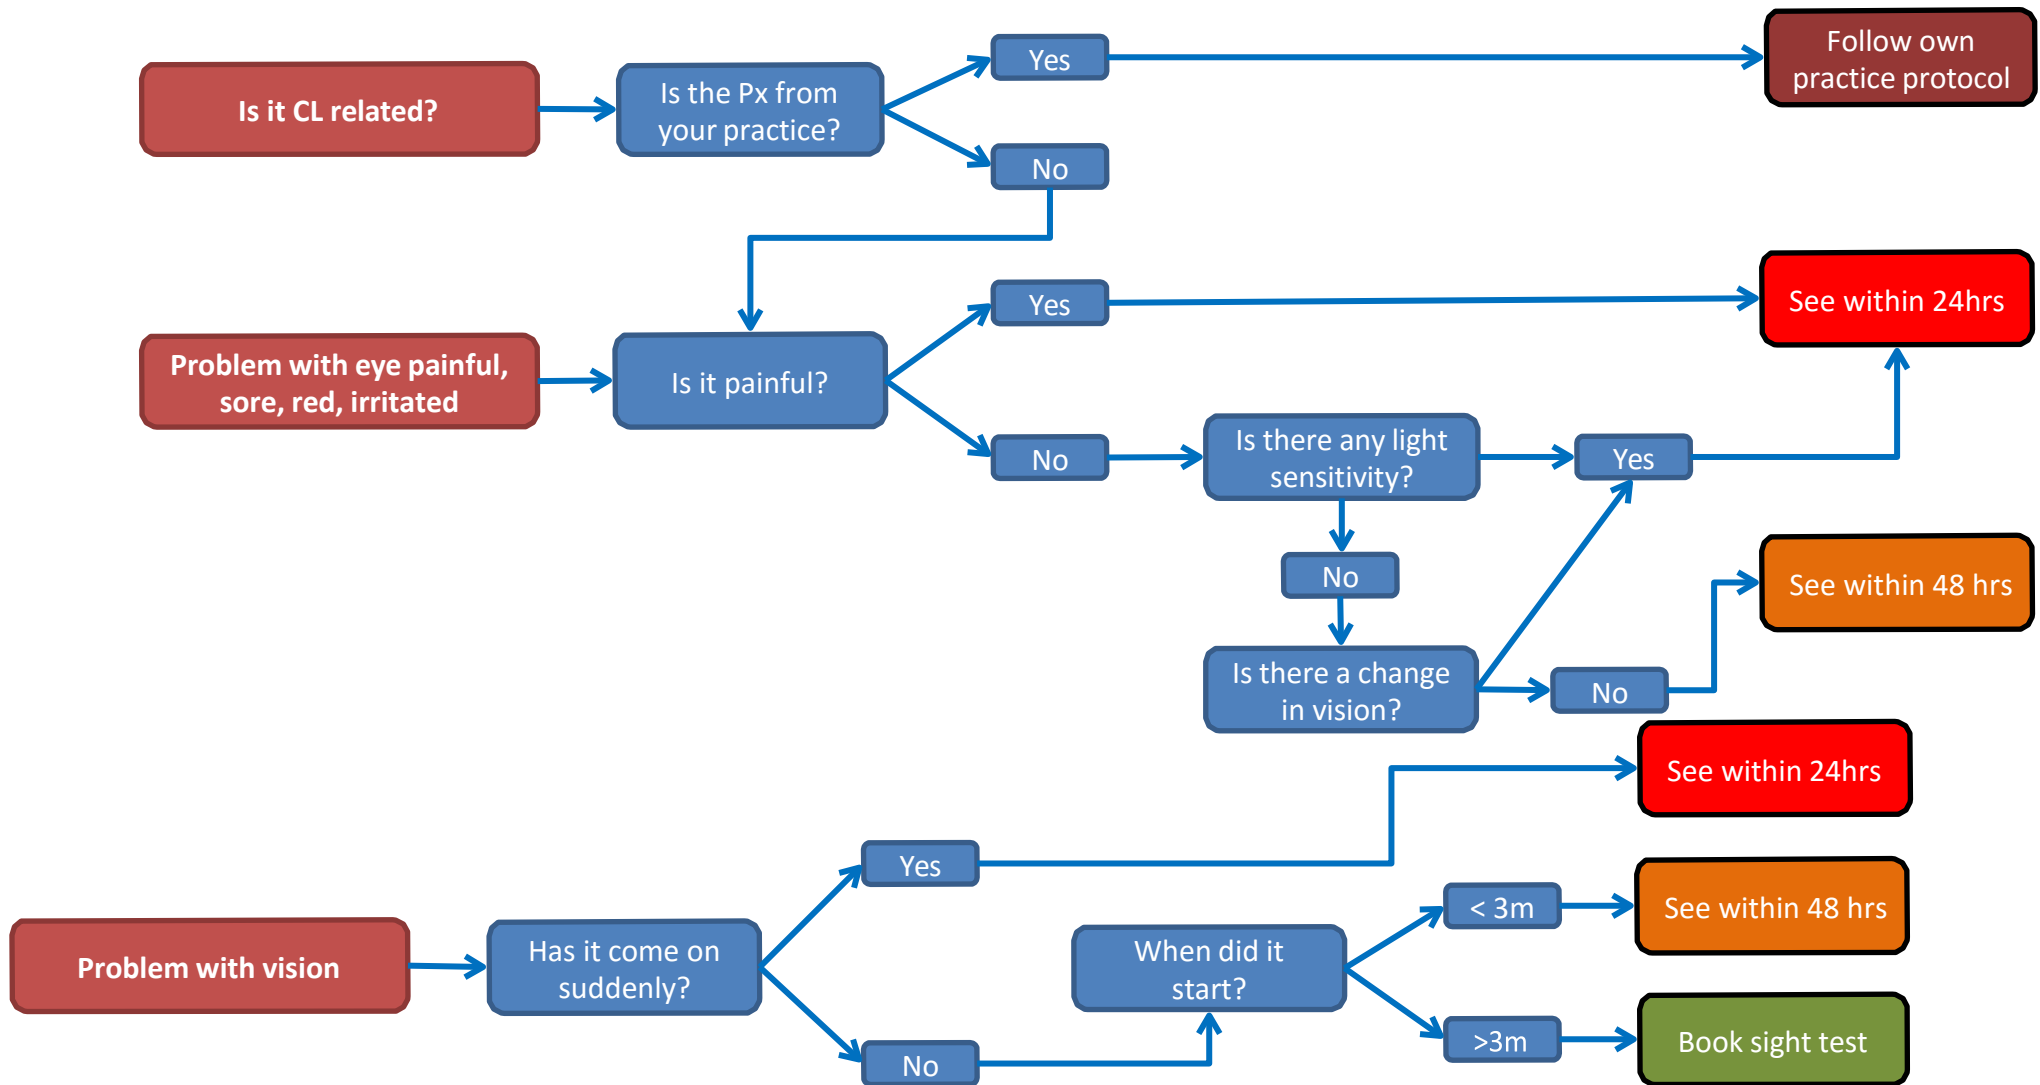 Is it CL related?
Is the Px from
your practice?
Yes
Follow own
practice protocol
No
Problem with eye painful,
sore, red, irritated
Is it painful?
Yes
See within 24hrs
No
Is there any light
sensitivity?
Yes
No
Is there a change
in vision?
No
See within 48 hrs
Problem with vision
Has it come on
suddenly?
Yes
See within 24hrs
No
When did it
start?
< 3m
See within 48 hrs
>3m
Book sight test